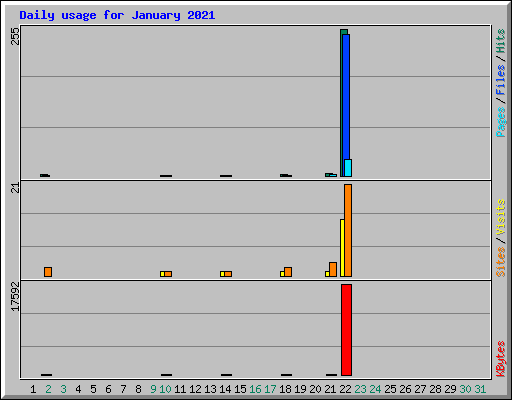 Daily usage for January 2021
255
Pages/Files/Hits
21
Sites/Visits
17592
KBytes
1 2 3 4 5 6 7 8 9 10 11 12 13 14 15 16 17 18 19 20 21 22 23 24 25 26 27 28 29 30 31